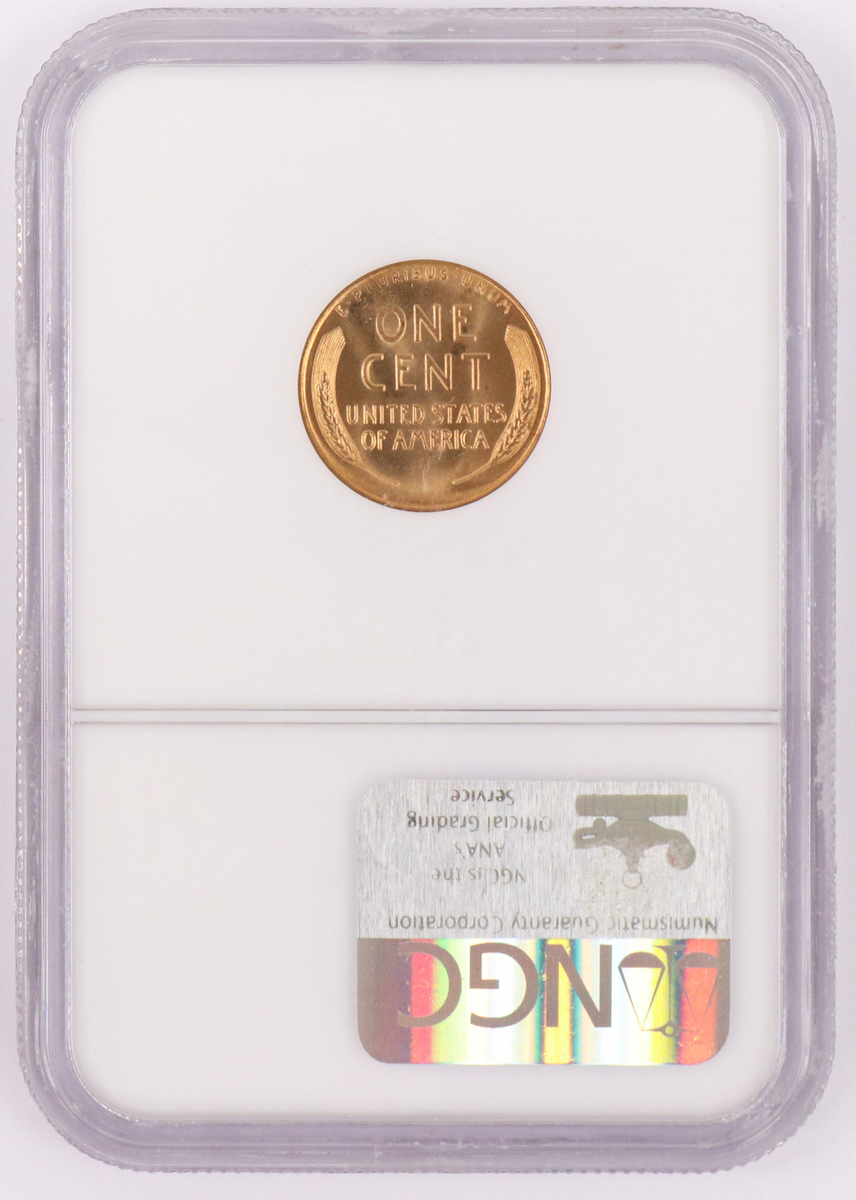 E·PLURIBUS·UNUM
ONE
CENT
UNITED STATES
OF AMERICA
NGC
Numismatic Guaranty Corporation
NGC is the
ANA's
Official Grading
Service